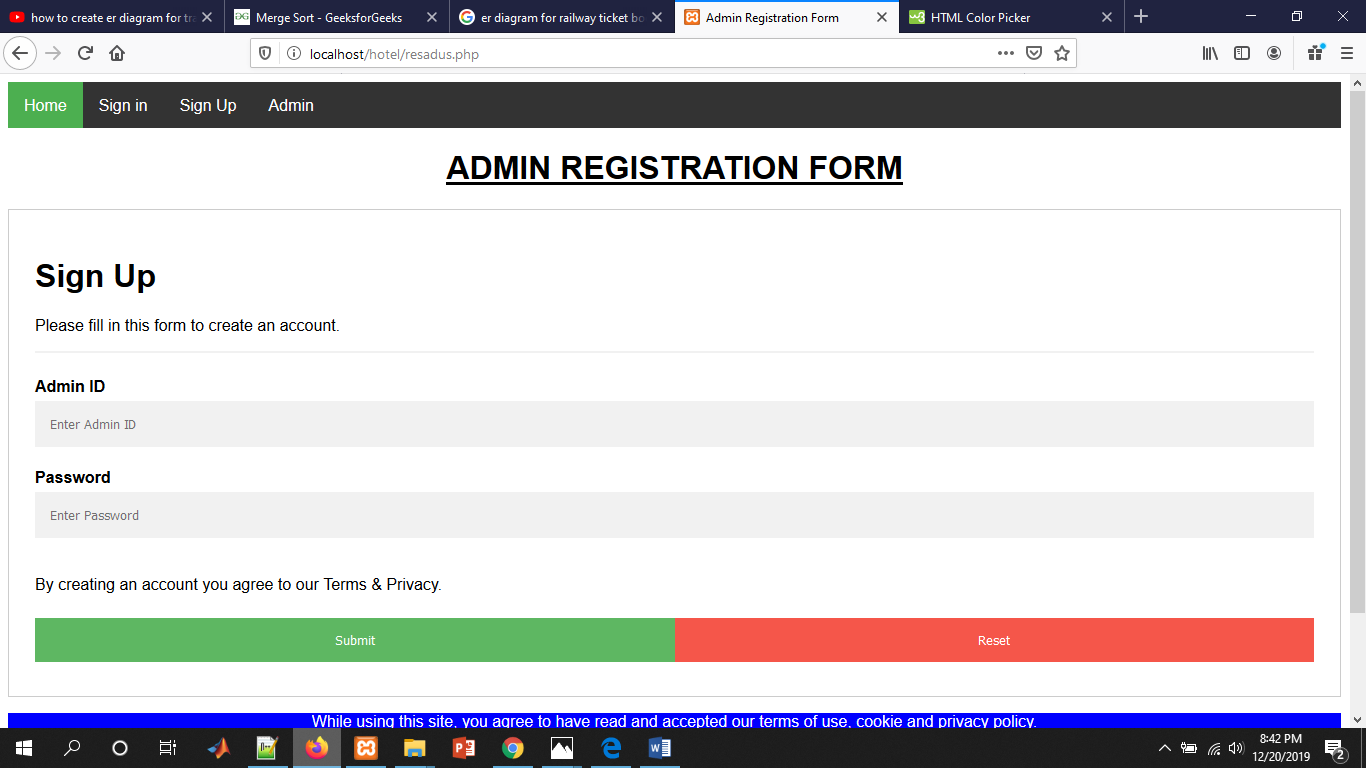 how to create er diagram for tra
Merge Sort - GeeksforGeeks
er diagram for railway ticket bo
Admin Registration Form
HTML Color Picker
localhost/hotel/resadus.php
Home Sign in Sign Up Admin
ADMIN REGISTRATION FORM
Sign Up
Please fill in this form to create an account.
Admin ID
Enter Admin ID
Password
Enter Password
By creating an account you agree to our Terms & Privacy.
Submit Reset
While using this site, you agree to have read and accepted our terms of use, cookie and privacy policy.
8:42 PM
12/20/2019
2